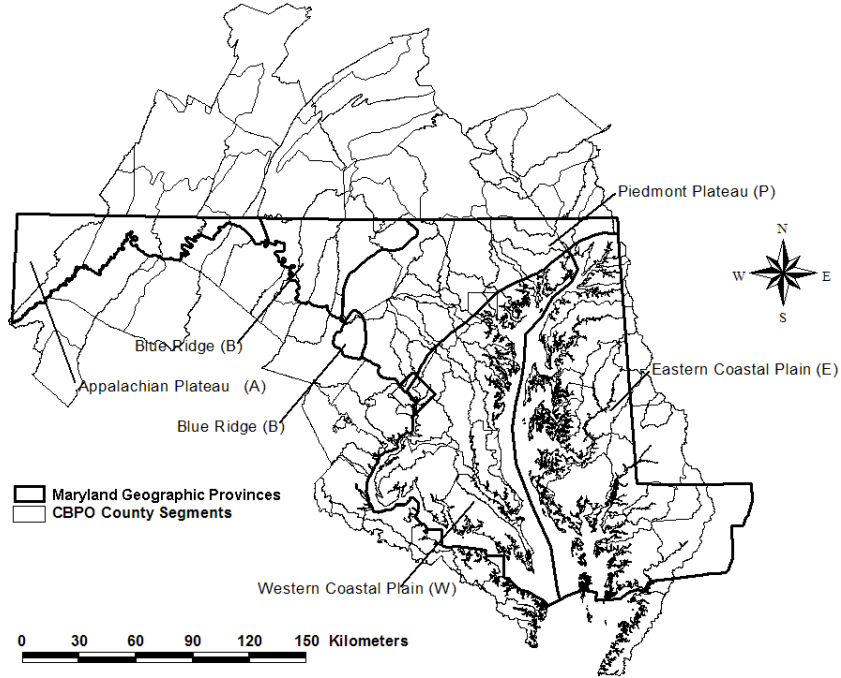 Piedmont Plateau (P)
N
W
E
S
Blue Ridge (B)
Eastern Coastal Plain (E)
Appalachian Plateau (A)
Blue Ridge (B)
Maryland Geographic Provinces
CBPO County Segments
Western Coastal Plain (W)
0 30 60 90 120 150 Kilometers